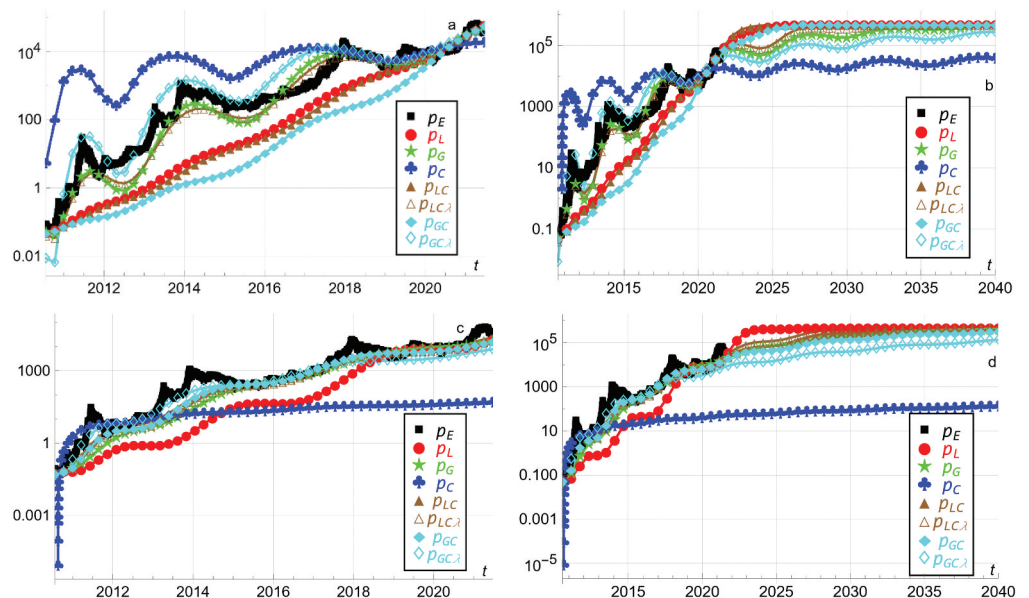 a
10^4
100
1
0.01
p_E
p_L
p_G
p_C
p_LC
p_LCλ
p_GC
p_GCλ
t
2012 2014 2016 2018 2020
b
10^5
1000
10
0.1
p_E
p_L
p_G
p_C
p_LC
p_LCλ
p_GC
p_GCλ
t
2015 2020 2025 2030 2035 2040
c
1000
1
0.001
p_E
p_L
p_G
p_C
p_LC
p_LCλ
p_GC
p_GCλ
t
2012 2014 2016 2018 2020
d
10^5
1000
10
0.100
0.001
10^-5
p_E
p_L
p_G
p_C
p_LC
p_LCλ
p_GC
p_GCλ
t
2015 2020 2025 2030 2035 2040